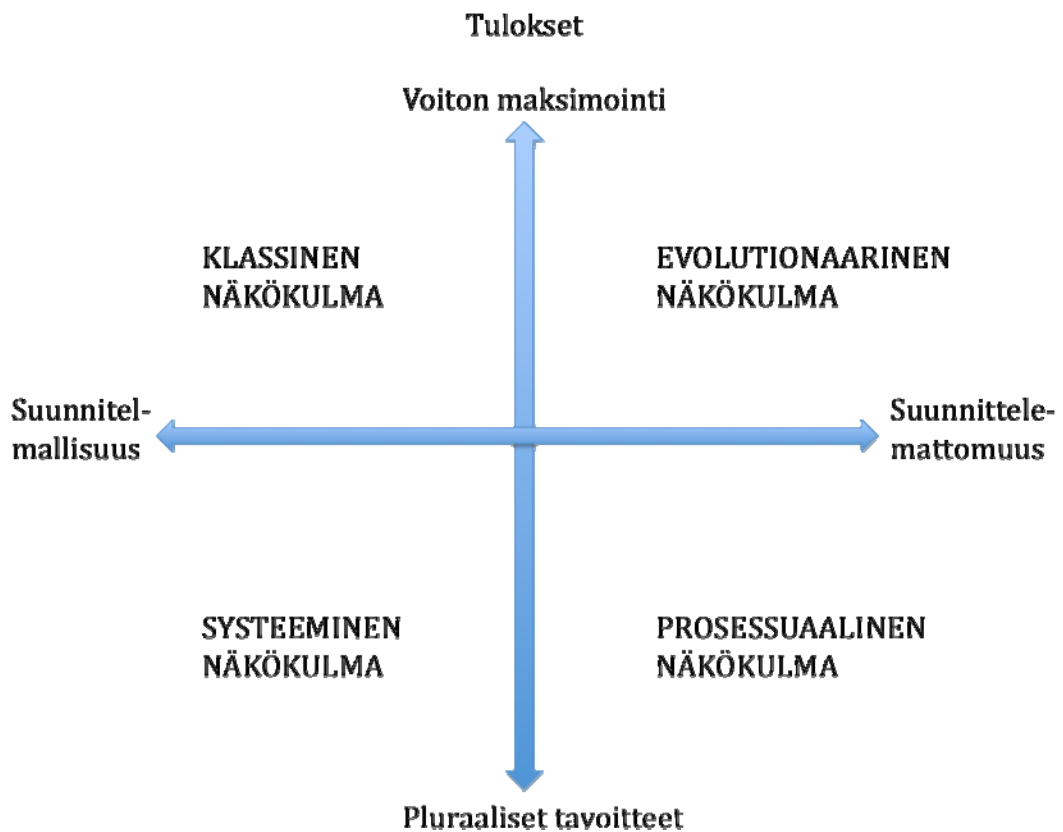 Tulokset
Voiton maksimointi
KLASSINEN
NÄKÖKULMA
EVOLUTIONAARINEN
NÄKÖKULMA
Suunnitel-
mallisuus
Suunnittele-
mattomuus
SYSTEEMINEN
NÄKÖKULMA
PROSESSUAALINEN
NÄKÖKULMA
Pluraaliset tavoitteet